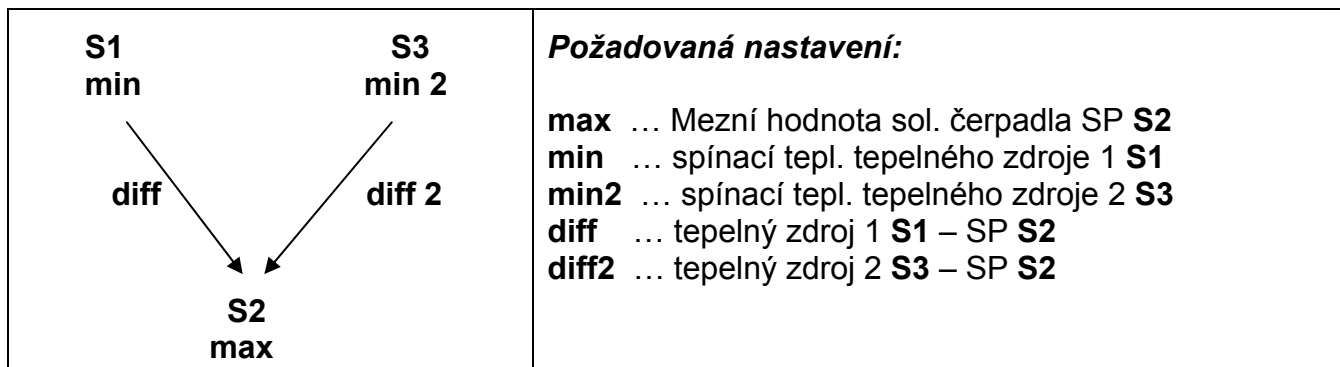 S1 S3
min min 2
diff diff 2
S2
max
Požadovaná nastavení:
max … Mezní hodnota sol. čerpadla SP S2
min … spínací tepl. tepelného zdroje 1 S1
min2 … spínací tepl. tepelného zdroje 2 S3
diff … tepelný zdroj 1 S1 – SP S2
diff2 … tepelný zdroj 2 S3 – SP S2